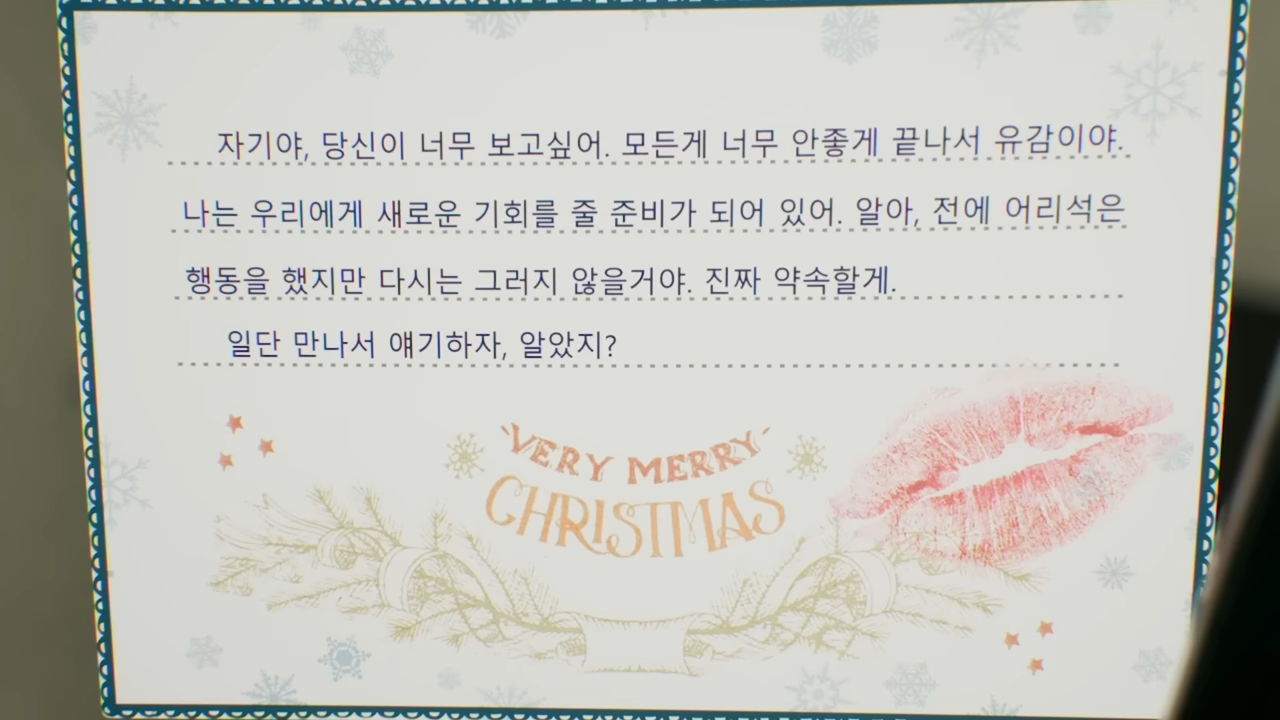 자기야, 당신이 너무 보고싶어. 모든게 너무 안좋게 끝나서 유감이야.
나는 우리에게 새로운 기회를 줄 준비가 되어 있어. 알아, 전에 어리석은
행동을 했지만 다시는 그러지 않을거야. 진짜 약속할게.
일단 만나서 얘기하자, 알았지?
VERY MERRY
CHRISTMAS